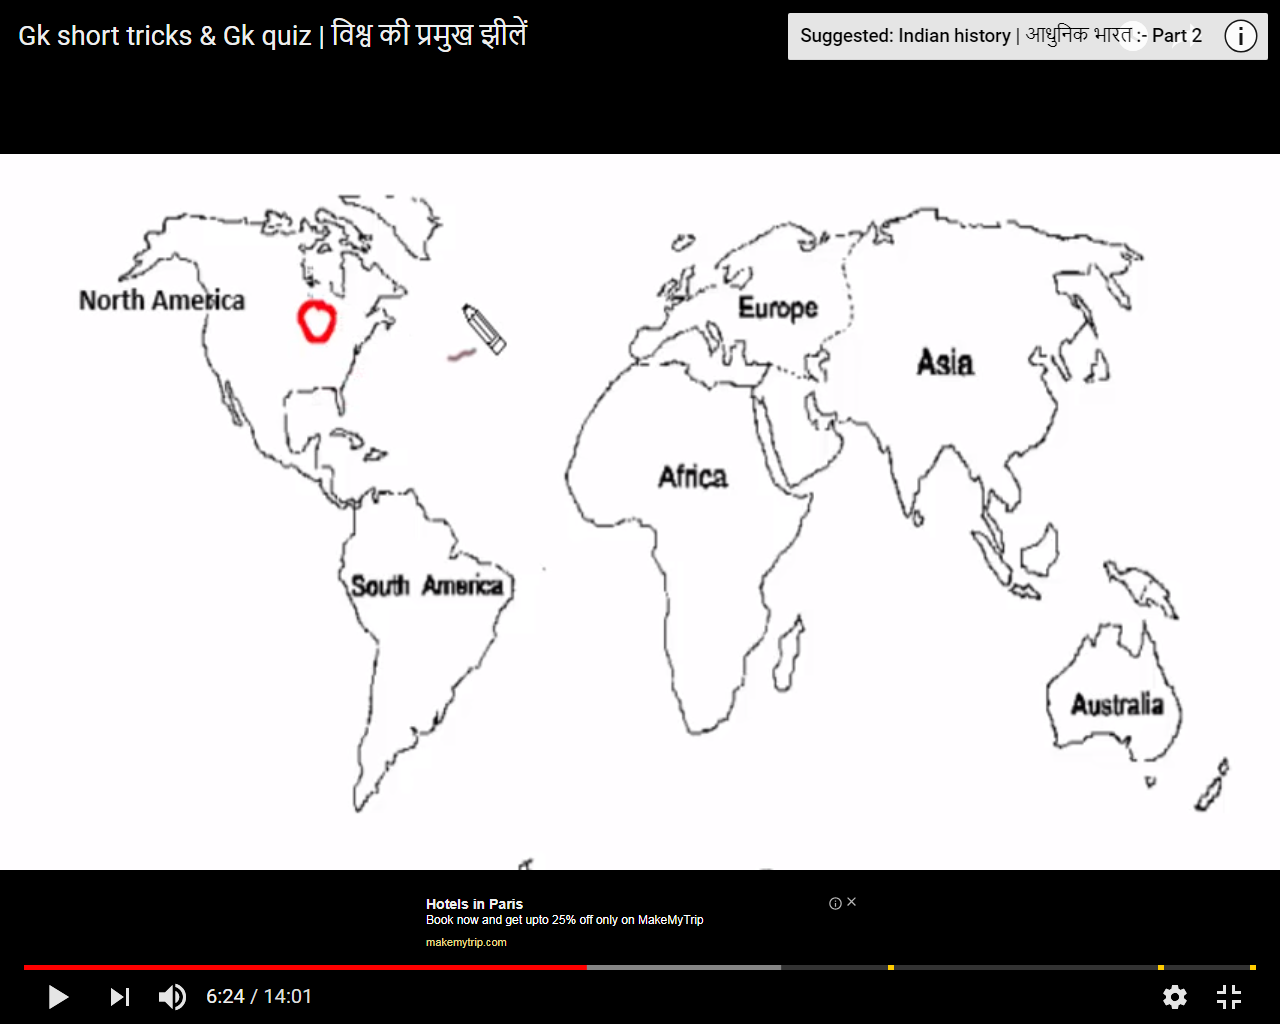 Gk short tricks & Gk quiz | विश्व की प्रमुख झीलें
Suggested: Indian history | आधुनिक भारत :- Part 2
North America
Europe
Asia
Africa
South America
Australia
Hotels in Paris
Book now and get upto 25% off only on MakeMyTrip
makemytrip.com
6:24 / 14:01